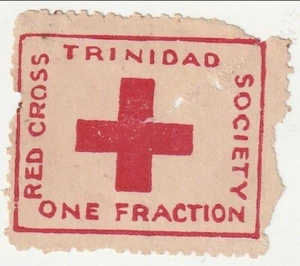 TRINIDAD
RED CROSS
SOCIETY
ONE FRACTION